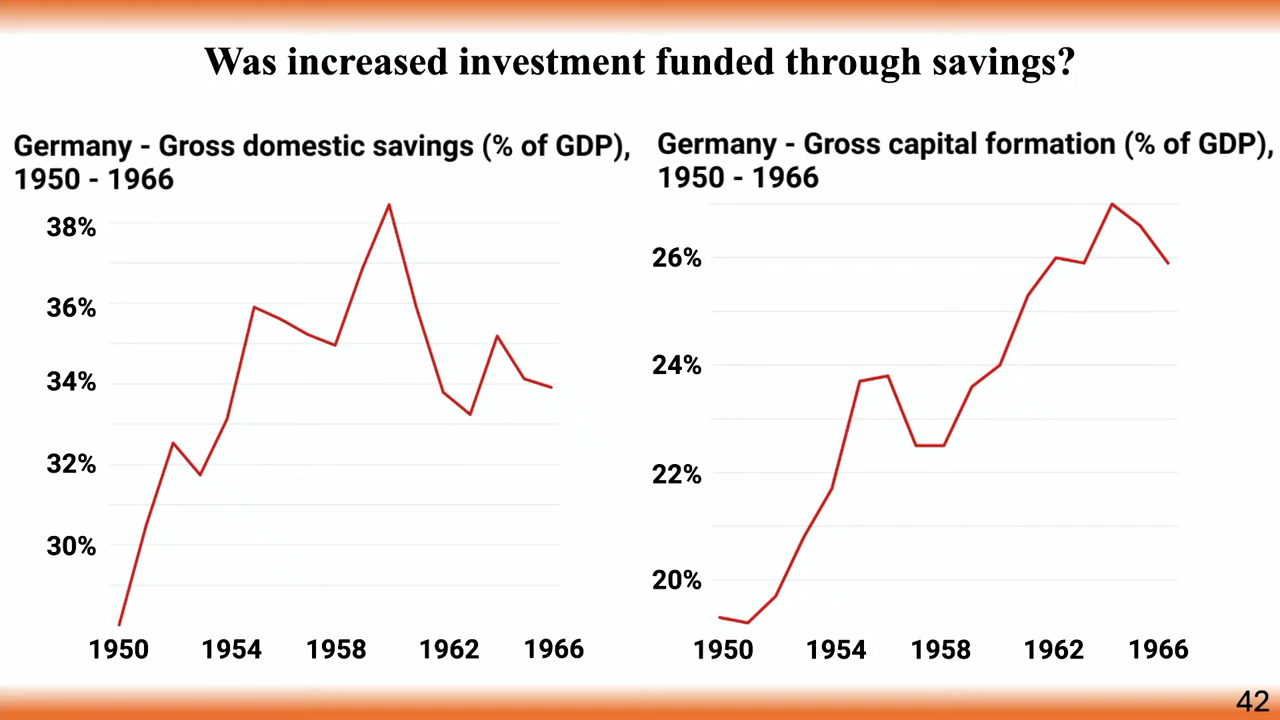 Was increased investment funded through savings?
Germany - Gross domestic savings (% of GDP),
1950 - 1966
38%
36%
34%
32%
30%
1950 1954 1958 1962 1966
Germany - Gross capital formation (% of GDP),
1950 - 1966
26%
24%
22%
20%
1950 1954 1958 1962 1966
42